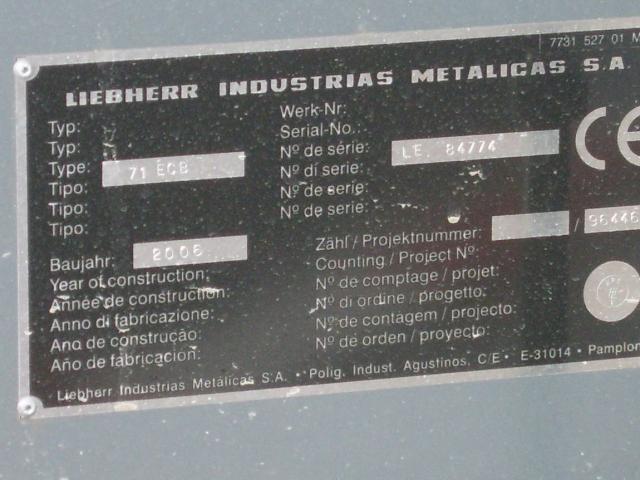 7731 527 01 M
LIEBHERR INDUSTRIAS METALICAS S.A.
Typ:
Typ:
Type: 71 EC B
Tipo:
Tipo:
Tipo:
Werk-Nr:
Serial-No.:
Nº de série: LE. 84774
Nº di serie:
Nº de serie:
Nº de serie:
CE
Baujahr: 2006
Year of construction:
Année de construction:
Anno di fabricazione:
Ano de construção:
Año de fabricación:
Zähl / Projektnummer: / 96446
Counting / Project Nº:
Nº de comptage / projet:
Nº di ordine / progetto:
Nº de contagem / projecto:
Nº de orden / proyecto:
Liebherr Industrias Metálicas S.A. • Polig. Indust. Agustinos, C/E • E-31014 • Pamplon